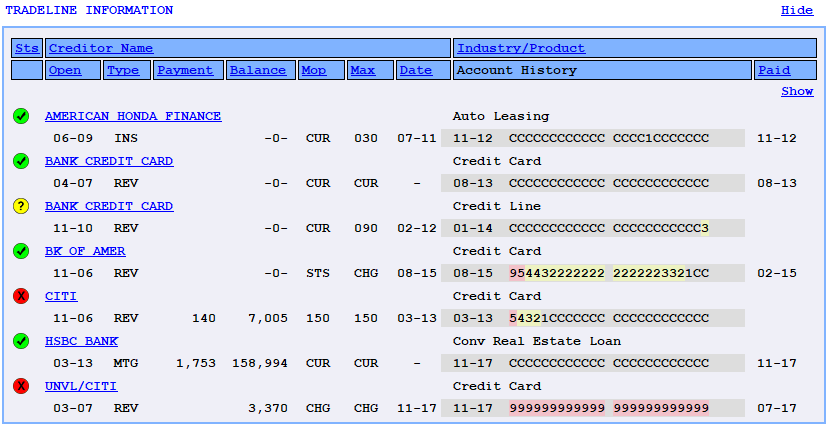 TRADELINE INFORMATION Hide
Sts Creditor Name Industry/Product
Open Type Payment Balance Mop Max Date Account History Paid
Show
AMERICAN HONDA FINANCE Auto Leasing
06-09 INS -0- CUR 030 07-11 11-12 CCCCCCCCCCCC CCCC1CCCCCCC 11-12
BANK CREDIT CARD Credit Card
04-07 REV -0- CUR CUR - 08-13 CCCCCCCCCCCC CCCCCCCCCCCC 08-13
? BANK CREDIT CARD Credit Line
11-10 REV -0- CUR 090 02-12 01-14 CCCCCCCCCCCC CCCCCCCCCCC3
BK OF AMER Credit Card
11-06 REV -0- STS CHG 08-15 08-15 954432222222 2222223321CC 02-15
X CITI Credit Card
11-06 REV 140 7,005 150 150 03-13 03-13 54321CCCCCCC CCCCCCCCCCCC
HSBC BANK Conv Real Estate Loan
03-13 MTG 1,753 158,994 CUR CUR - 11-17 CCCCCCCCCCCC CCCCCCCCCCCC 11-17
X UNVL/CITI Credit Card
03-07 REV 3,370 CHG CHG 11-17 11-17 999999999999 999999999999 07-17